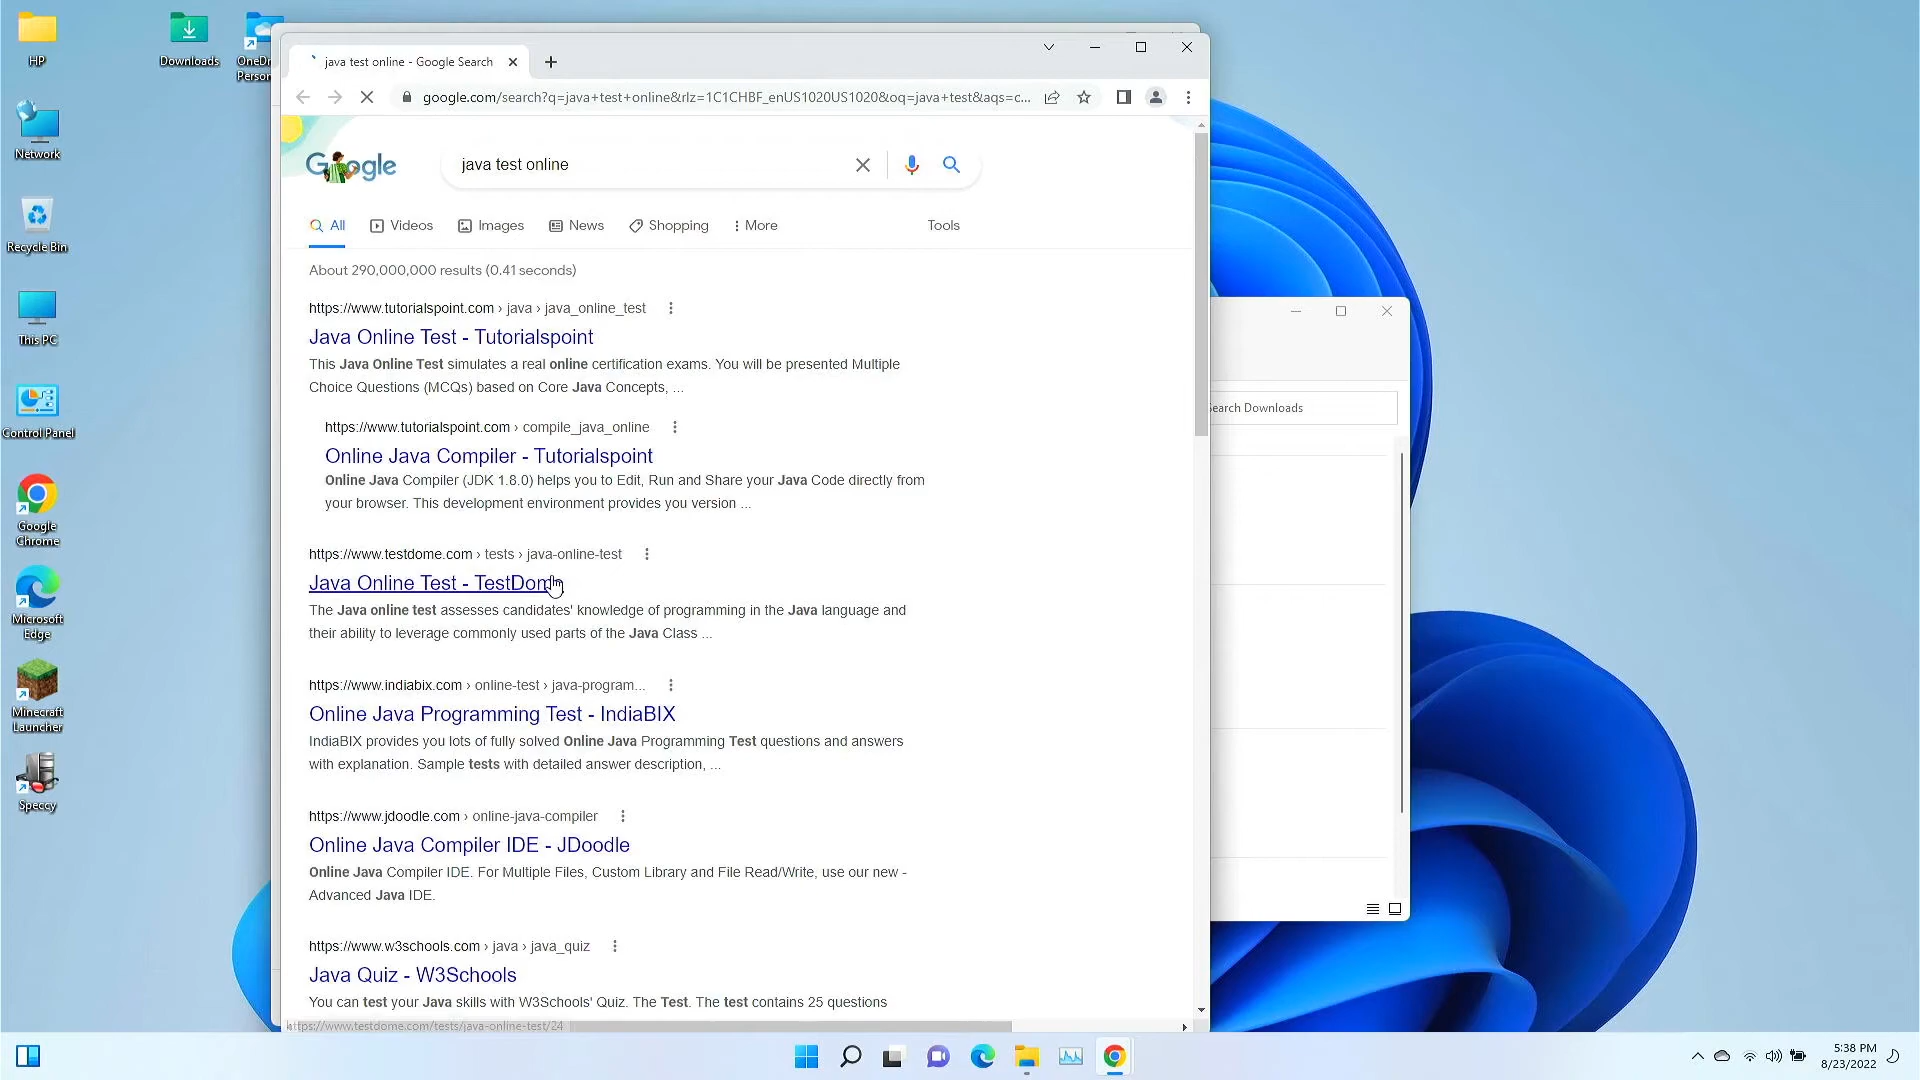 HP
Downloads
OneDr
Person
Network
Recycle Bin
This PC
Control Panel
Google
Chrome
Microsoft
Edge
Minecraft
Launcher
Speccy
java test online - Google Search
google.com/search?q=java+test+online&rlz=1C1CHBF_enUS1020US1020&oq=java+test&aqs=c...
Google
java test online
All
Videos
Images
News
Shopping
More
Tools
About 290,000,000 results (0.41 seconds)
https://www.tutorialspoint.com › java › java_online_test
Java Online Test - Tutorialspoint
This Java Online Test simulates a real online certification exams. You will be presented Multiple
Choice Questions (MCQs) based on Core Java Concepts, ...
https://www.tutorialspoint.com › compile_java_online
Online Java Compiler - Tutorialspoint
Online Java Compiler (JDK 1.8.0) helps you to Edit, Run and Share your Java Code directly from
your browser. This development environment provides you version ...
https://www.testdome.com › tests › java-online-test
Java Online Test - TestDome
The Java online test assesses candidates' knowledge of programming in the Java language and
their ability to leverage commonly used parts of the Java Class ...
https://www.indiabix.com › online-test › java-program...
Online Java Programming Test - IndiaBIX
IndiaBIX provides you lots of fully solved Online Java Programming Test questions and answers
with explanation. Sample tests with detailed answer description, ...
https://www.jdoodle.com › online-java-compiler
Online Java Compiler IDE - JDoodle
Online Java Compiler IDE. For Multiple Files, Custom Library and File Read/Write, use our new -
Advanced Java IDE.
https://www.w3schools.com › java › java_quiz
Java Quiz - W3Schools
You can test your Java skills with W3Schools' Quiz. The Test. The test contains 25 questions
https://www.testdome.com/tests/java-online-test/24
Search Downloads
5:38 PM
8/23/2022